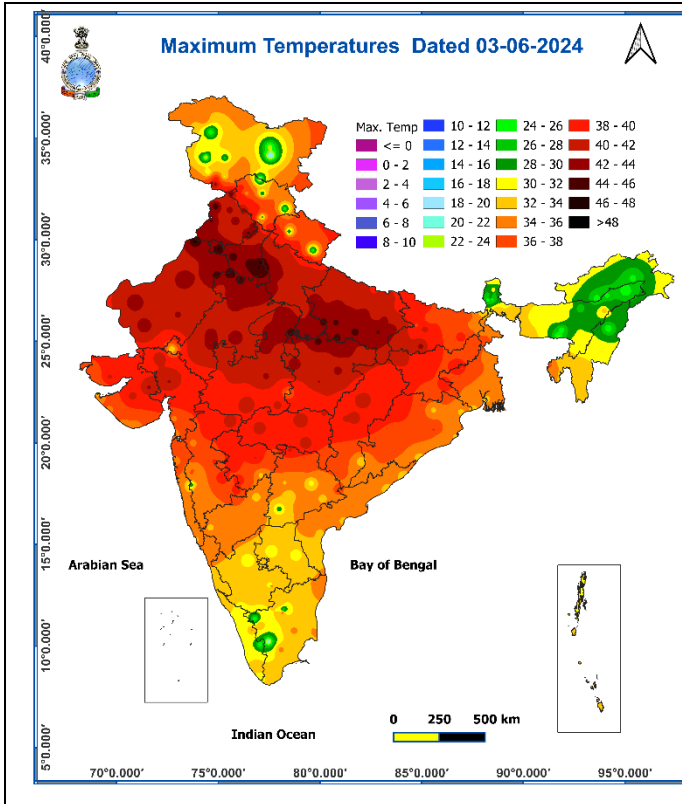 Maximum Temperatures Dated 03-06-2024
Max. Temp
<= 0
0 - 2
2 - 4
4 - 6
6 - 8
8 - 10
10 - 12
12 - 14
14 - 16
16 - 18
18 - 20
20 - 22
22 - 24
24 - 26
26 - 28
28 - 30
30 - 32
32 - 34
34 - 36
36 - 38
38 - 40
40 - 42
42 - 44
44 - 46
46 - 48
>48
40°0.000'
35°0.000'
30°0.000'
25°0.000'
20°0.000'
15°0.000'
10°0.000'
5°0.000'
Arabian Sea
Bay of Bengal
Indian Ocean
0 250 500 km
70°0.000' 75°0.000' 80°0.000' 85°0.000' 90°0.000' 95°0.000'